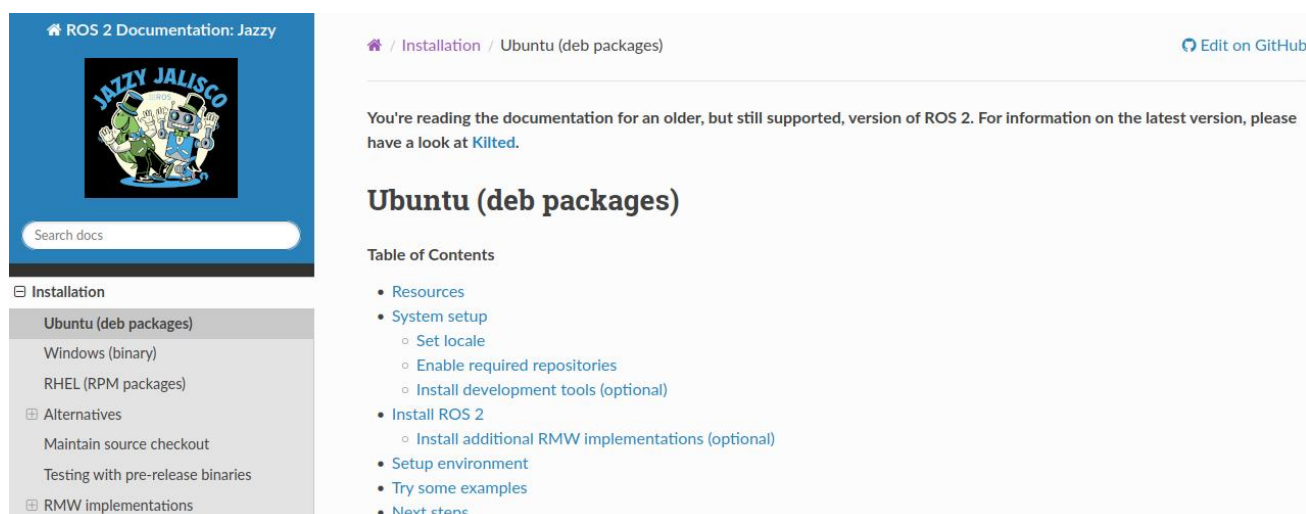 ROS 2 Documentation: Jazzy
JAZZY JALISCO
ROS
Search docs
Installation
Ubuntu (deb packages)
Windows (binary)
RHEL (RPM packages)
Alternatives
Maintain source checkout
Testing with pre-release binaries
RMW implementations
/ Installation / Ubuntu (deb packages)
Edit on GitHub
You're reading the documentation for an older, but still supported, version of ROS 2. For information on the latest version, please
have a look at Kilted.
Ubuntu (deb packages)
Table of Contents
• Resources
• System setup
◦ Set locale
◦ Enable required repositories
◦ Install development tools (optional)
• Install ROS 2
◦ Install additional RMW implementations (optional)
• Setup environment
• Try some examples
• Next steps